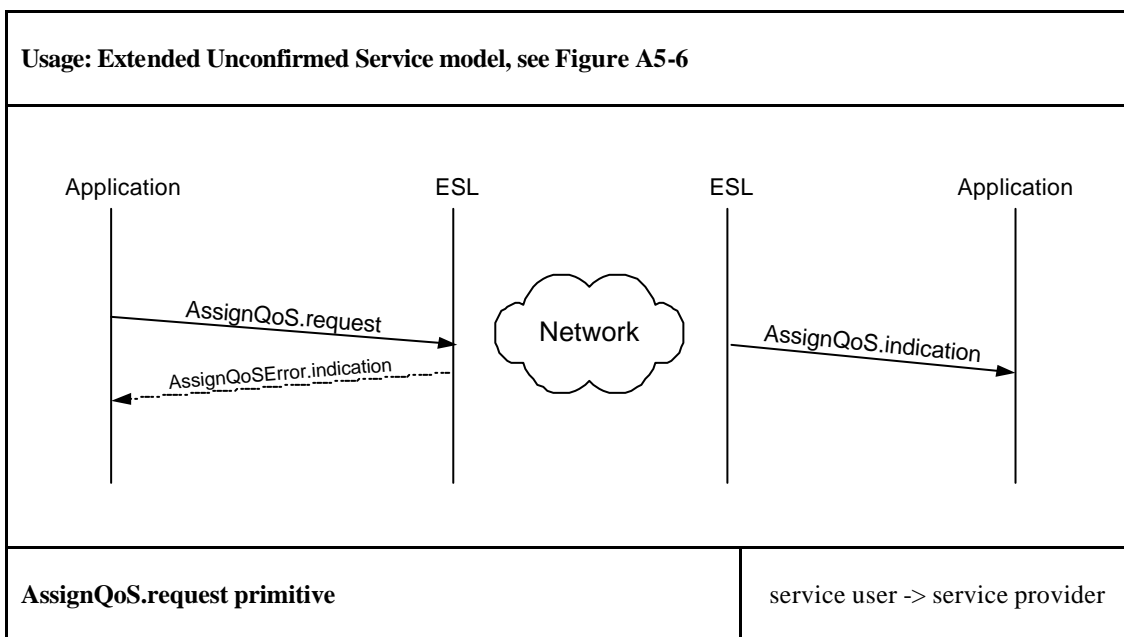 Usage: Extended Unconfirmed Service model, see Figure A5-6
Application
ESL
ESL
Application
AssignQoS.request
AssignQoSError.indication
Network
AssignQoS.indication
AssignQoS.request primitive
service user -> service provider